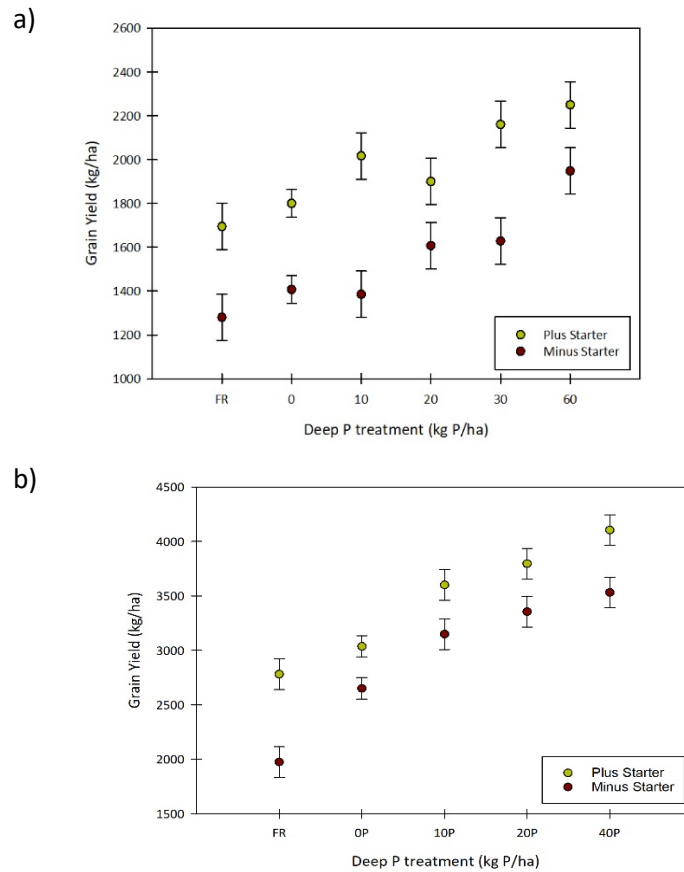 a)
2600
2400
2200
2000
1800
1600
1400
1200
1000
Grain Yield (kg/ha)
Plus Starter
Minus Starter
FR 0 10 20 30 60
Deep P treatment (kg P/ha)
b)
4500
4000
3500
3000
2500
2000
1500
Grain Yield (kg/ha)
Plus Starter
Minus Starter
FR 0P 10P 20P 40P
Deep P treatment (kg P/ha)